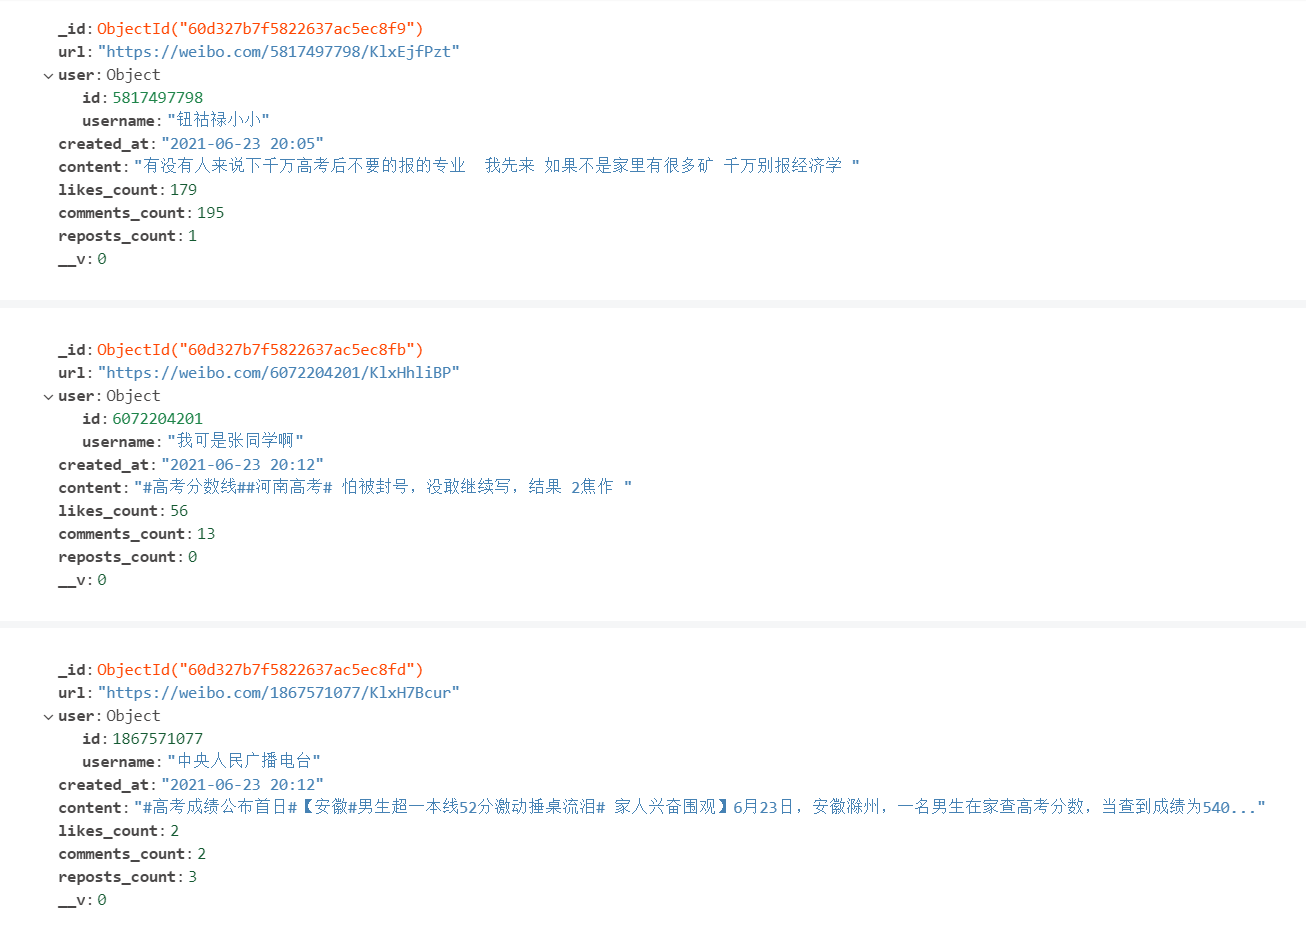 _id: ObjectId("60d327b7f5822637ac5ec8f9")
url: "https://weibo.com/5817497798/KlxEjfPzt"
user: Object
id: 5817497798
username: "钮祜禄小小"
created_at: "2021-06-23 20:05"
content: "有没有人来说下千万高考后不要的报的专业  我先来 如果不是家里有很多矿 千万别报经济学 "
likes_count: 179
comments_count: 195
reposts_count: 1
__v: 0
_id: ObjectId("60d327b7f5822637ac5ec8fb")
url: "https://weibo.com/6072204201/KlxHhliBP"
user: Object
id: 6072204201
username: "我可是张同学啊"
created_at: "2021-06-23 20:12"
content: "#高考分数线##河南高考# 怕被封号，没敢继续写，结果 2焦作 "
likes_count: 56
comments_count: 13
reposts_count: 0
__v: 0
_id: ObjectId("60d327b7f5822637ac5ec8fd")
url: "https://weibo.com/1867571077/KlxH7Bcur"
user: Object
id: 1867571077
username: "中央人民广播电台"
created_at: "2021-06-23 20:12"
content: "#高考成绩公布首日#【安徽#男生超一本线52分激动捶桌流泪# 家人兴奋围观】6月23日，安徽滁州，一名男生在家查高考分数，当查到成绩为540..."
likes_count: 2
comments_count: 2
reposts_count: 3
__v: 0